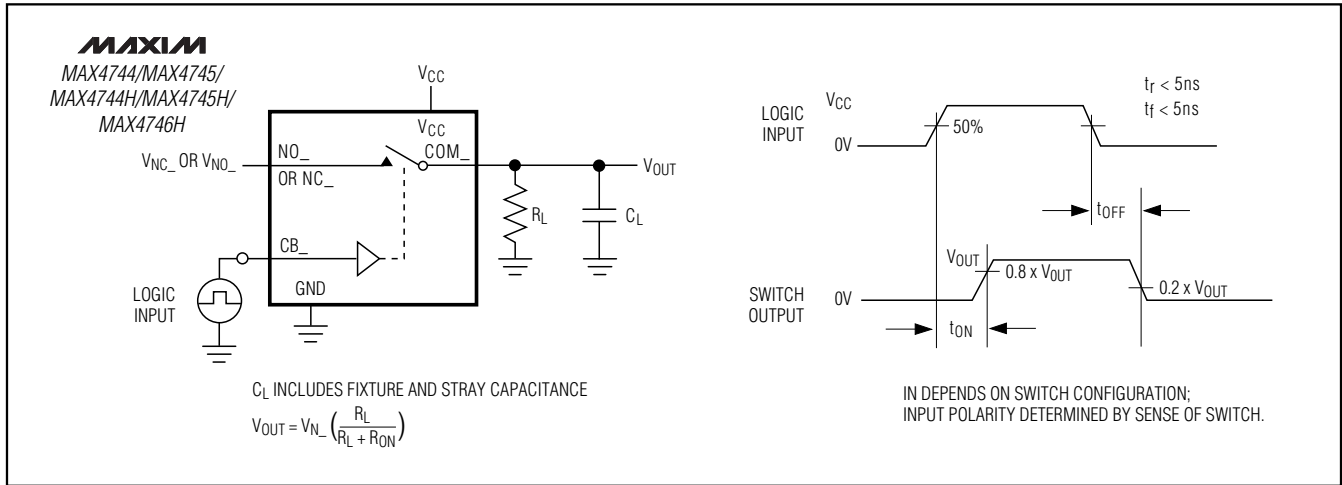 MAXIM
MAX4744/MAX4745/
MAX4744H/MAX4745H/
MAX4746H
VCC
VCC
NO_
COM_
VNC_ OR VNO_
OR NC_
VOUT
RL
CL
CB_
LOGIC
INPUT
GND
CL INCLUDES FIXTURE AND STRAY CAPACITANCE
VOUT = VN_ (RL / RL + RON)
LOGIC
INPUT
VCC
0V
50%
tr < 5ns
tf < 5ns
tOFF
SWITCH
OUTPUT
VOUT
0V
0.8 x VOUT
0.2 x VOUT
tON
IN DEPENDS ON SWITCH CONFIGURATION;
INPUT POLARITY DETERMINED BY SENSE OF SWITCH.